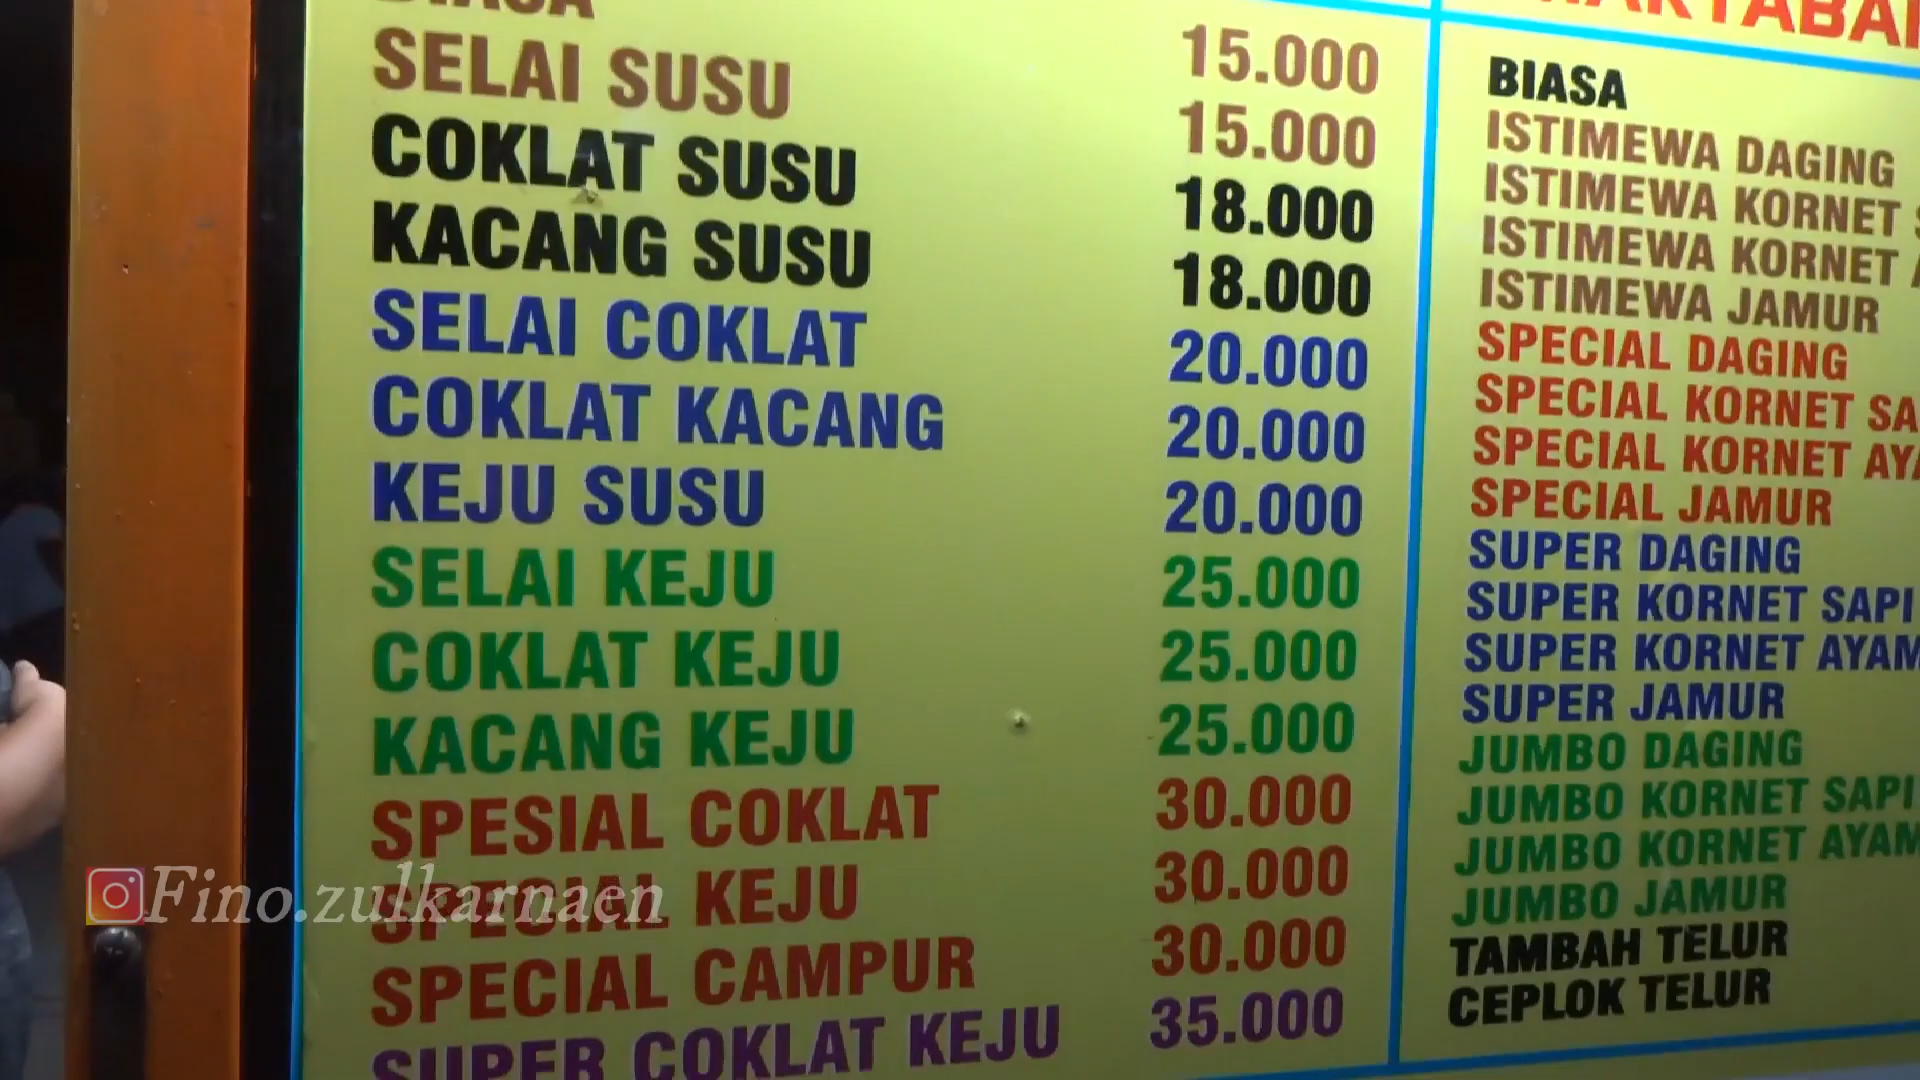 BIASA 15.000
SELAI SUSU 15.000
COKLAT SUSU 18.000
KACANG SUSU 18.000
SELAI COKLAT 20.000
COKLAT KACANG 20.000
KEJU SUSU 20.000
SELAI KEJU 25.000
COKLAT KEJU 25.000
KACANG KEJU 25.000
SPESIAL COKLAT 30.000
SPECIAL KEJU 30.000
SPECIAL CAMPUR 30.000
SUPER COKLAT KEJU 35.000
BIASA
ISTIMEWA DAGING
ISTIMEWA KORNET
ISTIMEWA KORNET
ISTIMEWA JAMUR
SPECIAL DAGING
SPECIAL KORNET
SPECIAL KORNET
SPECIAL JAMUR
SUPER DAGING
SUPER KORNET SAPI
SUPER KORNET AYAM
SUPER JAMUR
JUMBO DAGING
JUMBO KORNET SAPI
JUMBO KORNET AYAM
JUMBO JAMUR
TAMBAH TELUR
CEPLOK TELUR
Fino.zulkarnaen